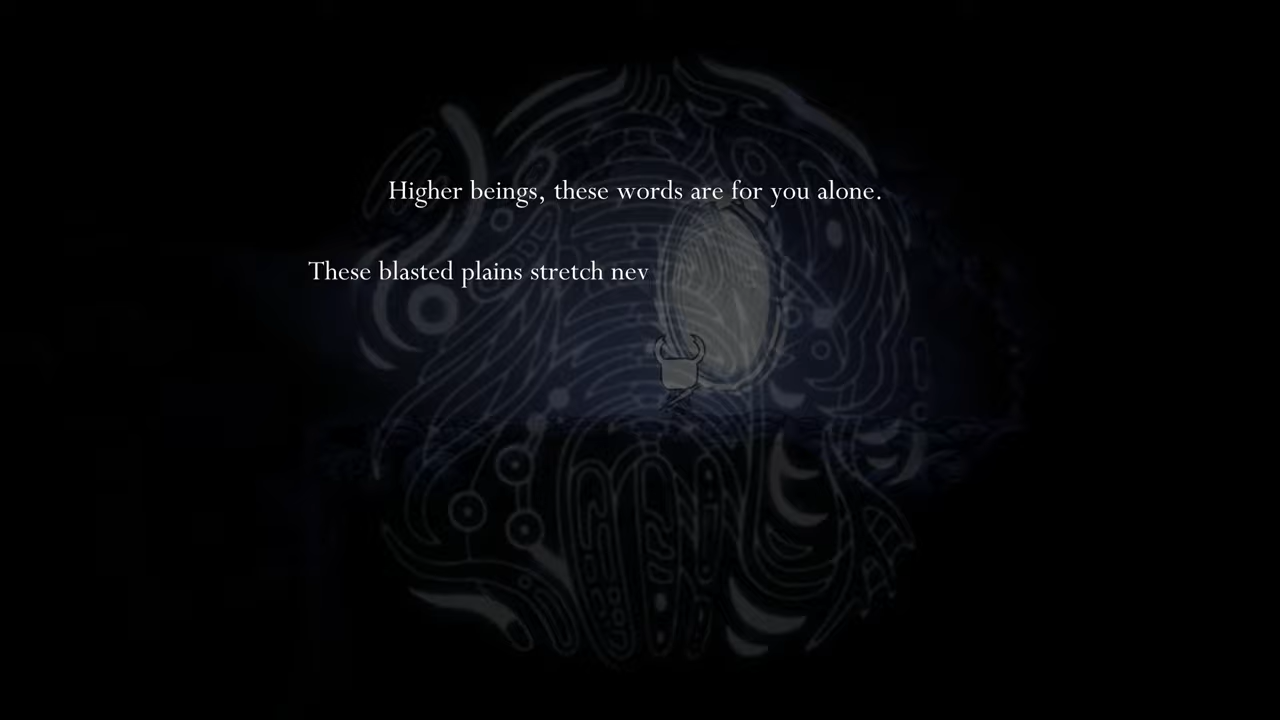 Higher beings, these words are for you alone.
These blasted plains stretch nev